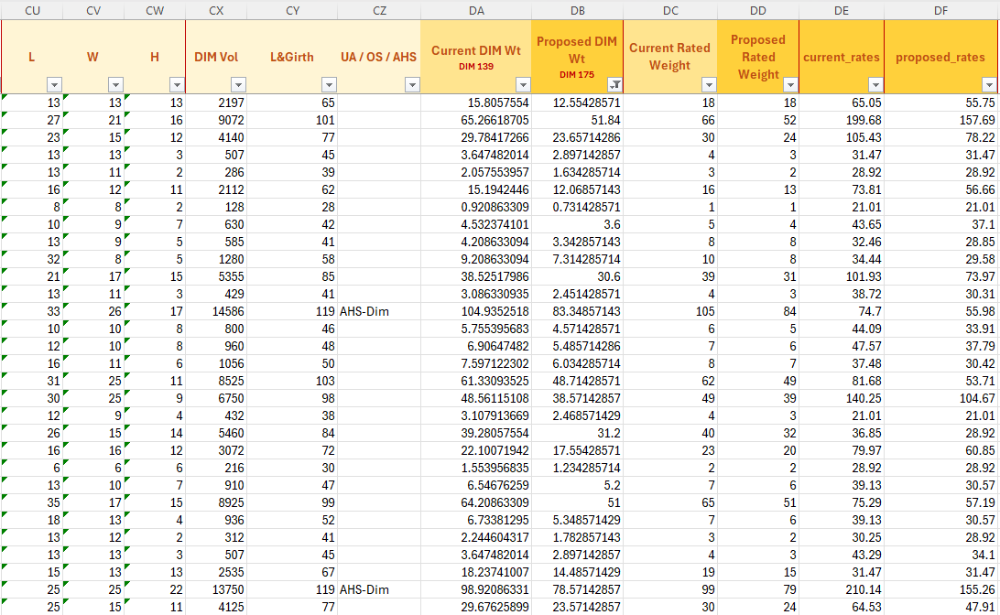 CU CV CW CX CY CZ DA DB DC DD DE DF
L W H DIM Vol L&Girth UA / OS / AHS Current DIM Wt DIM 139 Proposed DIM Wt DIM 175 Current Rated Weight Proposed Rated Weight current_rates proposed_rates
13 13 13 2197 65 15.8057554 12.55428571 18 18 65.05 55.75
27 21 16 9072 101 65.26618705 51.84 66 52 199.68 157.69
23 15 12 4140 77 29.78417266 23.65714286 30 24 105.43 78.22
13 13 3 507 45 3.647482014 2.897142857 4 3 31.47 31.47
13 11 2 286 39 2.057553957 1.634285714 3 2 28.92 28.92
16 12 11 2112 62 15.1942446 12.06857143 16 13 73.81 56.66
8 8 2 128 28 0.920863309 0.731428571 1 1 21.01 21.01
10 9 7 630 42 4.532374101 3.6 5 4 43.65 37.1
13 9 5 585 41 4.208633094 3.342857143 8 8 32.46 28.85
32 8 5 1280 58 9.208633094 7.314285714 10 8 34.44 29.58
21 17 15 5355 85 38.52517986 30.6 39 31 101.93 73.97
13 11 3 429 41 3.086330935 2.451428571 4 3 38.72 30.31
33 26 17 14586 119 AHS-Dim 104.9352518 83.34857143 105 84 74.7 55.98
10 10 8 800 46 5.755395683 4.571428571 6 5 44.09 33.91
12 10 8 960 48 6.90647482 5.485714286 7 6 47.57 37.79
16 11 6 1056 50 7.597122302 6.034285714 8 7 37.48 30.42
31 25 11 8525 103 61.33093525 48.71428571 62 49 81.68 53.71
30 25 9 6750 98 48.56115108 38.57142857 49 39 140.25 104.67
12 9 4 432 38 3.107913669 2.468571429 4 3 21.01 21.01
26 15 14 5460 84 39.28057554 31.2 40 32 36.85 28.92
16 16 12 3072 72 22.10071942 17.55428571 23 20 79.97 60.85
6 6 6 216 30 1.553956835 1.234285714 2 2 28.92 28.92
13 10 7 910 47 6.54676259 5.2 7 6 39.13 30.57
35 17 15 8925 99 64.20863309 51 65 51 75.29 57.19
18 13 4 936 52 6.73381295 5.348571429 7 6 39.13 30.57
13 12 2 312 41 2.244604317 1.782857143 3 2 30.25 28.92
13 13 3 507 45 3.647482014 2.897142857 4 3 43.29 34.1
15 13 13 2535 67 18.23741007 14.48571429 19 15 31.47 31.47
25 25 22 13750 119 AHS-Dim 98.92086331 78.57142857 99 79 210.14 155.26
25 15 11 4125 77 29.67625899 23.57142857 30 24 64.53 47.91